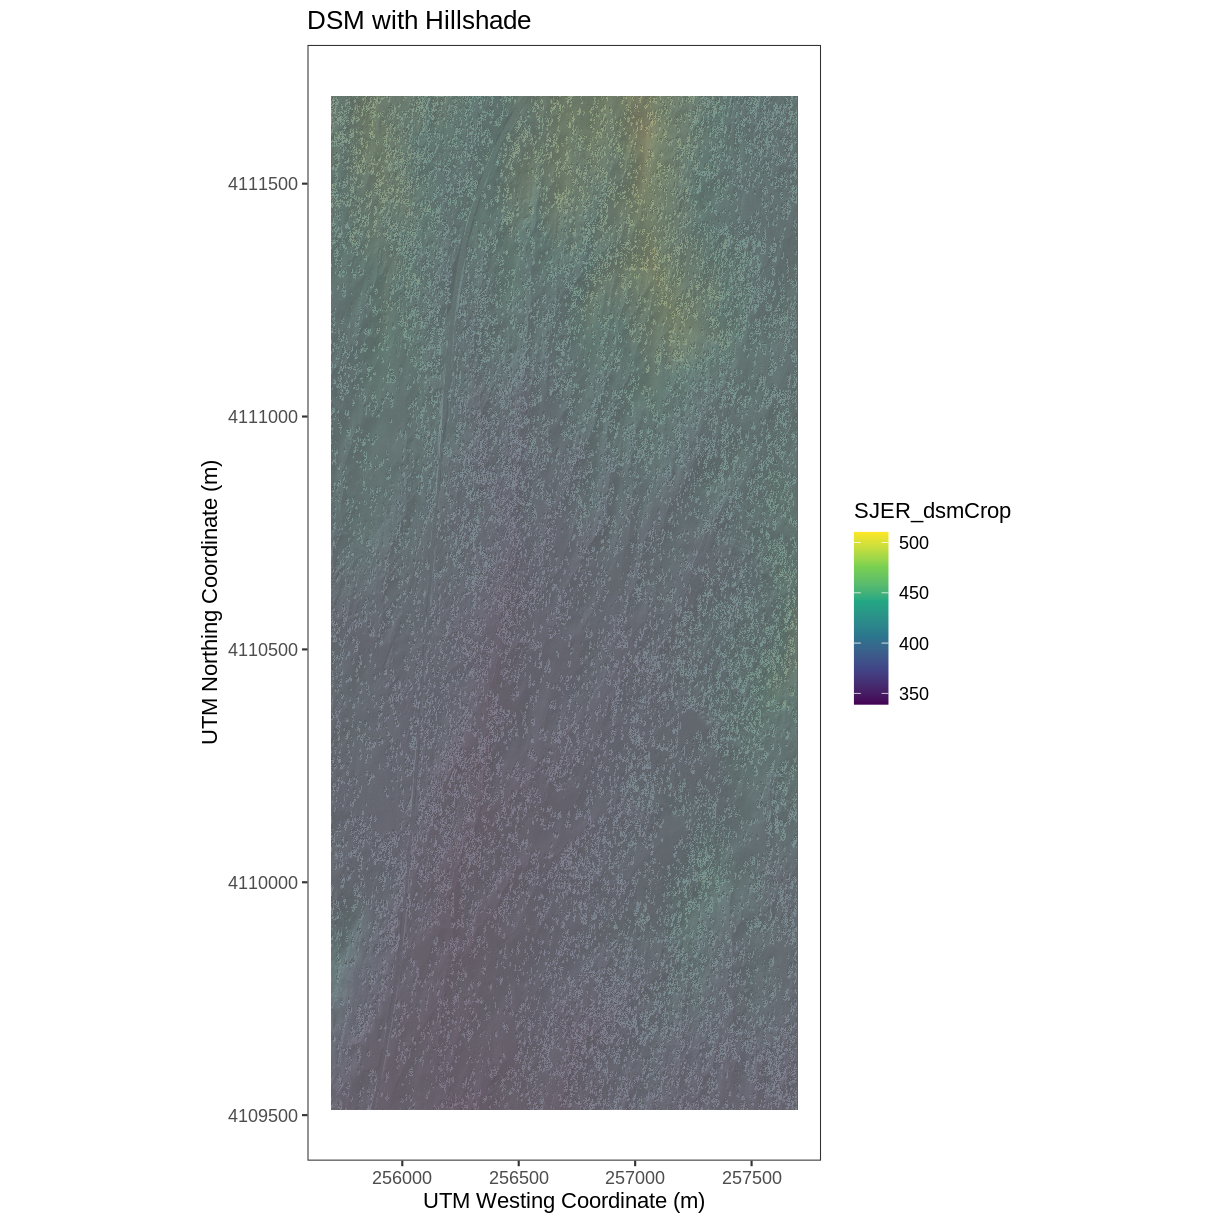 DSM with Hillshade
4111500
4111000
4110500
4110000
4109500
UTM Northing Coordinate (m)
256000 256500 257000 257500
UTM Westing Coordinate (m)
SJER_dsmCrop
500
450
400
350